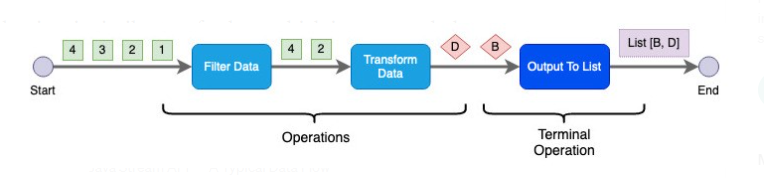 4 3 2 1
Start
Filter Data
4 2
Transform
Data
D B
Output To List
List [B, D]
End
Operations
Terminal
Operation